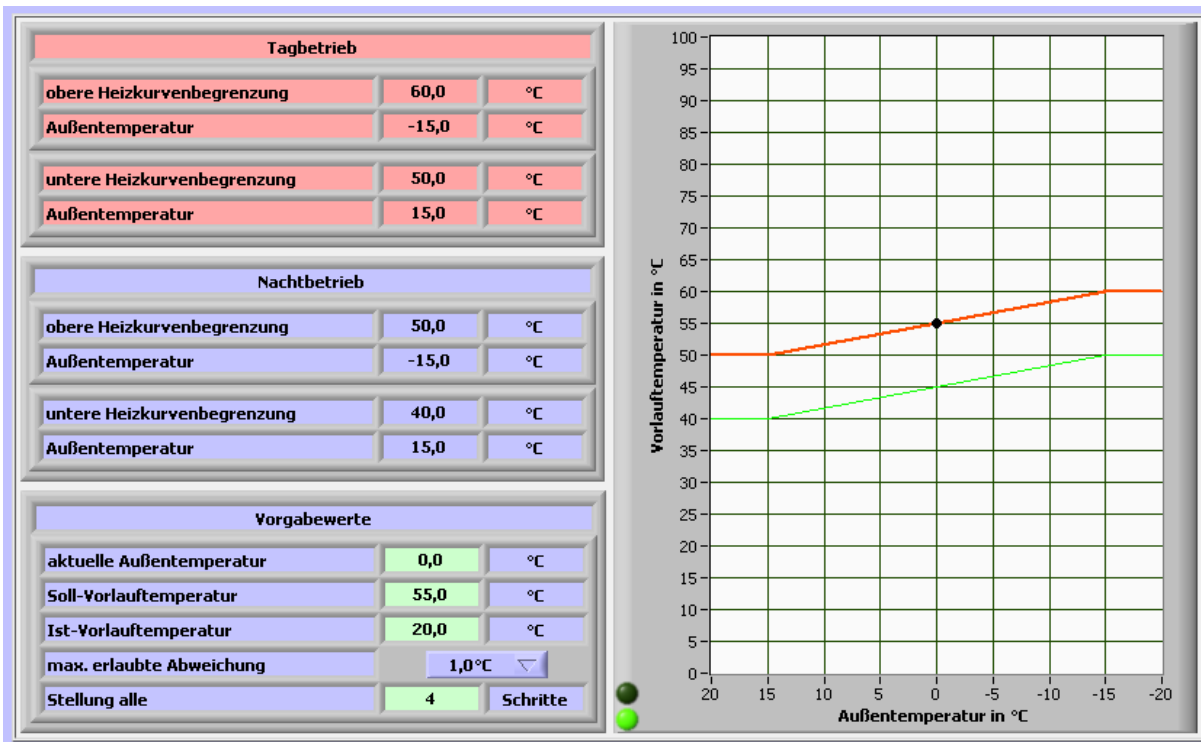 Tagbetrieb
obere Heizkurvenbegrenzung 60,0 °C
Außentemperatur -15,0 °C
untere Heizkurvenbegrenzung 50,0 °C
Außentemperatur 15,0 °C
Nachtbetrieb
obere Heizkurvenbegrenzung 50,0 °C
Außentemperatur -15,0 °C
untere Heizkurvenbegrenzung 40,0 °C
Außentemperatur 15,0 °C
Vorgabewerte
aktuelle Außentemperatur 0,0 °C
Soll-Vorlauftemperatur 55,0 °C
Ist-Vorlauftemperatur 20,0 °C
max. erlaubte Abweichung 1,0°C
Stellung alle 4 Schritte
Vorlauftemperatur in °C
100
95
90
85
80
75
70
65
60
55
50
45
40
35
30
25
20
15
10
5
0
20 15 10 5 0 -5 -10 -15 -20
Außentemperatur in °C